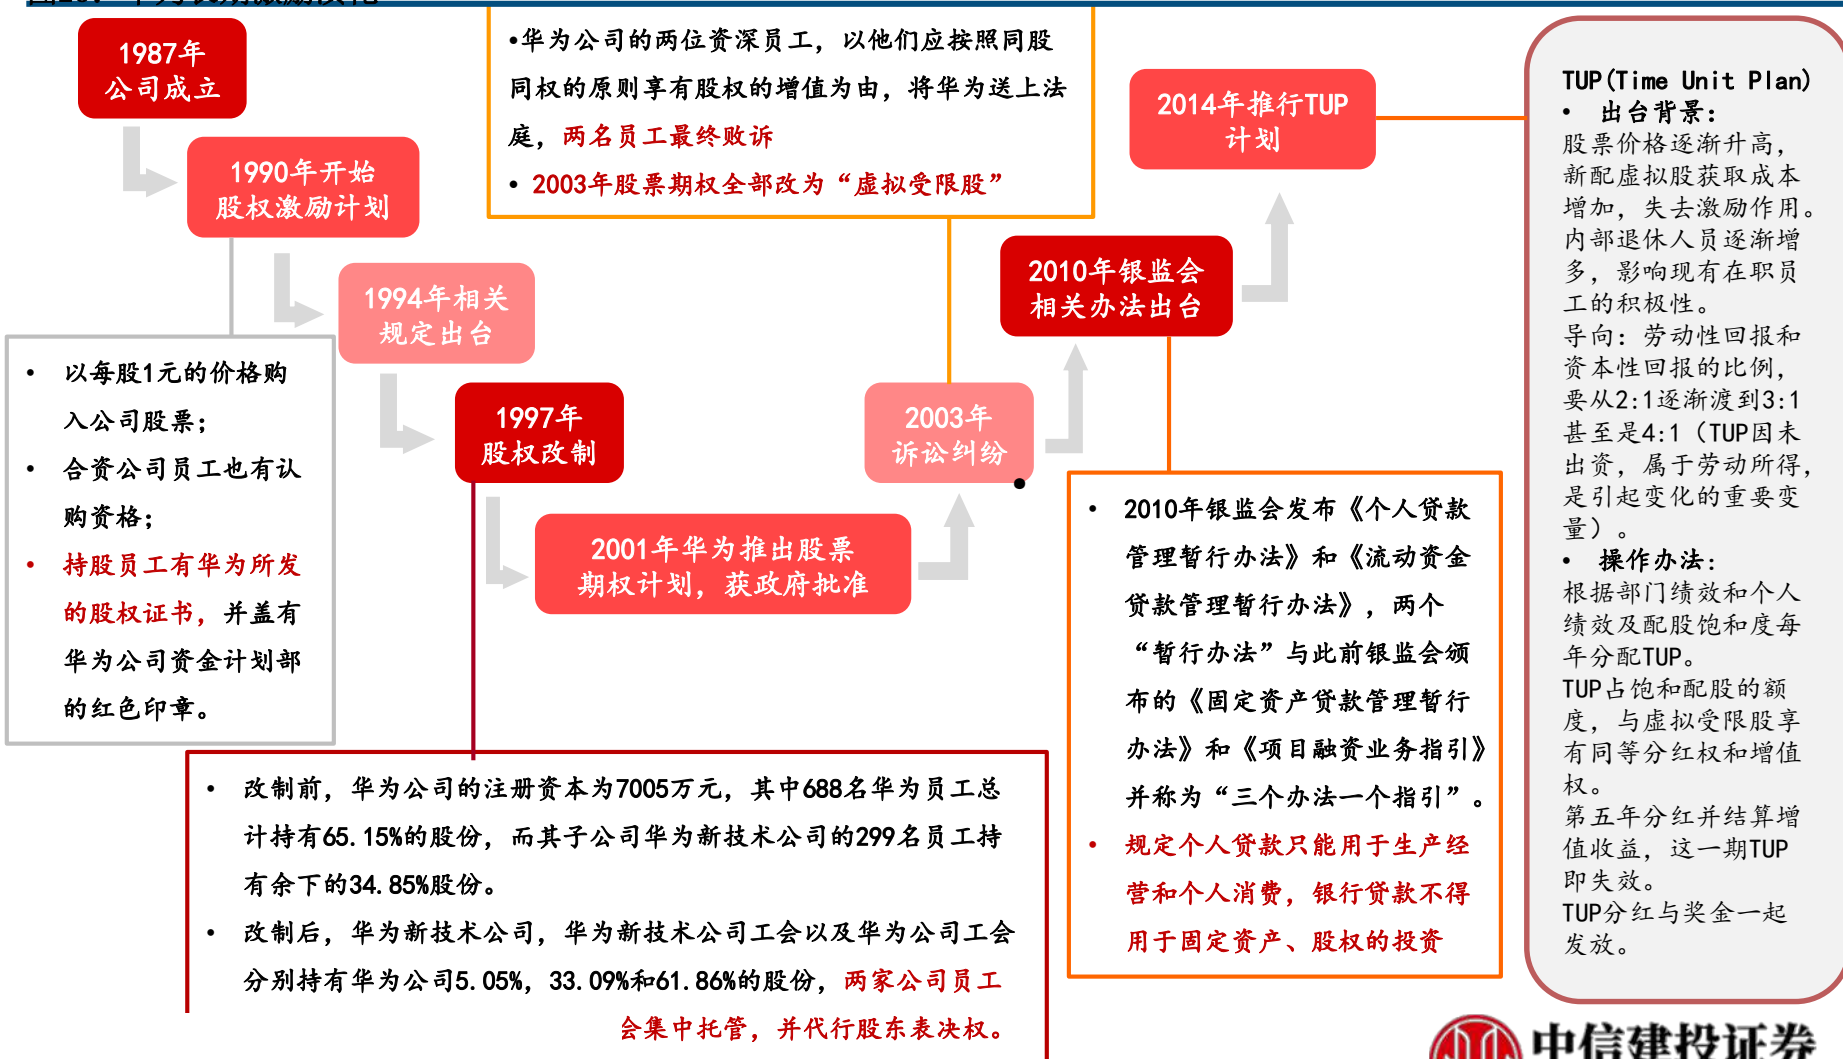 1987年
公司成立
1990年开始
股权激励计划
1994年相关
规定出台
1997年
股权改制
2001年华为推出股票
期权计划，获政府批准
2003年
诉讼纠纷
2010年银监会
相关办法出台
2014年推行TUP
计划
•华为公司的两位资深员工，以他们应按照同股
同权的原则享有股权的增值为由，将华为送上法
庭，两名员工最终败诉
• 2003年股票期权全部改为“虚拟受限股”
• 以每股1元的价格购
入公司股票；
• 合资公司员工也有认
购资格；
• 持股员工有华为所发
的股权证书，并盖有
华为公司资金计划部
的红色印章。
• 改制前，华为公司的注册资本为7005万元，其中688名华为员工总
计持有65.15%的股份，而其子公司华为新技术公司的299名员工持
有余下的34.85%股份。
• 改制后，华为新技术公司，华为新技术公司工会以及华为公司工会
分别持有华为公司5.05%，33.09%和61.86%的股份，两家公司员工
会集中托管，并代行股东表决权。
• 2010年银监会发布《个人贷款
管理暂行办法》和《流动资金
贷款管理暂行办法》，两个
“暂行办法”与此前银监会颁
布的《固定资产贷款管理暂行
办法》和《项目融资业务指引》
并称为“三个办法一个指引”。
• 规定个人贷款只能用于生产经
营和个人消费，银行贷款不得
用于固定资产、股权的投资
TUP(Time Unit Plan)
• 出台背景：
股票价格逐渐升高，
新配虚拟股获取成本
增加，失去激励作用。
内部退休人员逐渐增
多，影响现有在职员
工的积极性。
导向：劳动性回报和
资本性回报的比例，
要从2:1逐渐渡到3:1
甚至是4:1（TUP因未
出资，属于劳动所得，
是引起变化的重要变
量）。
• 操作办法：
根据部门绩效和个人
绩效及配股饱和度每
年分配TUP。
TUP占饱和配股的额
度，与虚拟受限股享
有同等分红权和增值
权。
第五年分红并结算增
值收益，这一期TUP
即失效。
TUP分红与奖金一起
发放。
中信建投证券